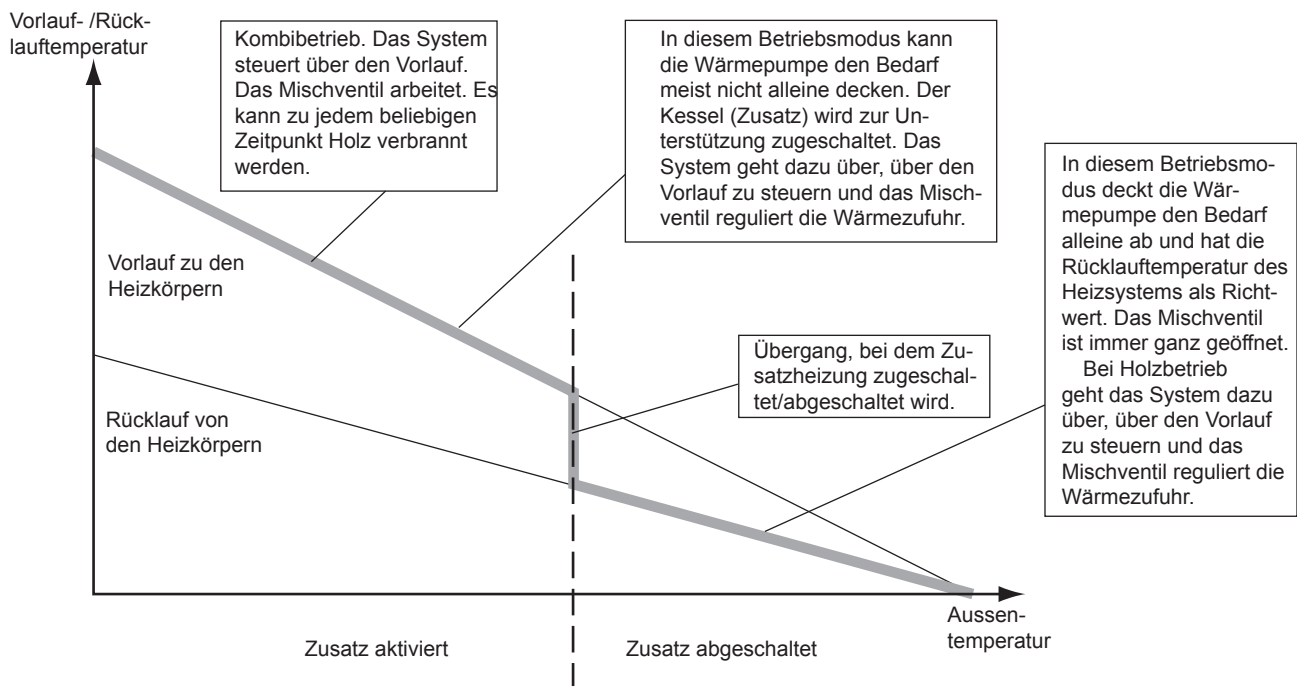 Vorlauf- /Rück-
lauftemperatur
Kombibetrieb. Das System
steuert über den Vorlauf.
Das Mischventil arbeitet. Es
kann zu jedem beliebigen
Zeitpunkt Holz verbrannt
werden.
In diesem Betriebsmodus kann
die Wärmepumpe den Bedarf
meist nicht alleine decken. Der
Kessel (Zusatz) wird zur Un-
terstützung zugeschaltet. Das
System geht dazu über, über den
Vorlauf zu steuern und das Misch-
ventil reguliert die Wärmezufuhr.
In diesem Betriebsmo-
dus deckt die Wär-
mepumpe den Bedarf
alleine ab und hat die
Rücklauftemperatur des
Heizsystems als Richt-
wert. Das Mischventil
ist immer ganz geöffnet.
Bei Holzbetrieb
geht das System dazu
über, über den Vorlauf
zu steuern und das
Mischventil reguliert die
Wärmezufuhr.
Vorlauf zu den
Heizkörpern
Übergang, bei dem Zu-
satzheizung zugeschal-
tet/abgeschaltet wird.
Rücklauf von
den Heizkörpern
Aussen-
temperatur
Zusatz aktiviert
Zusatz abgeschaltet